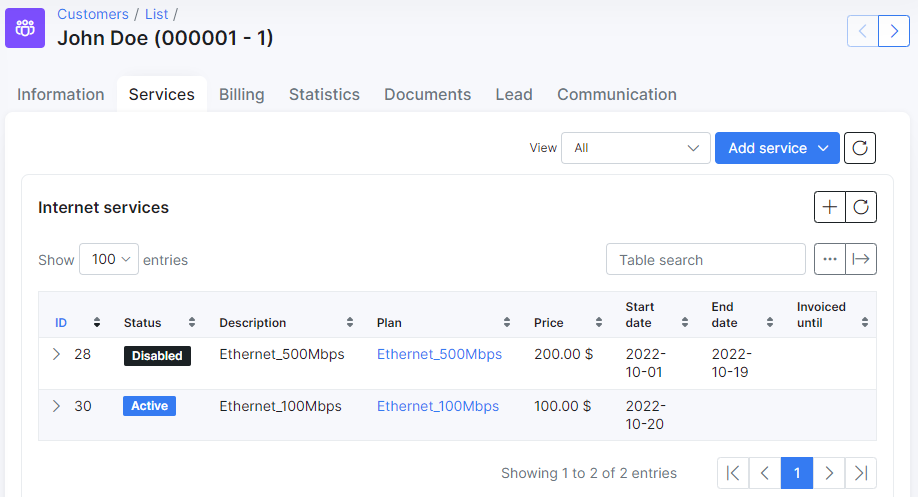 Customers / List /
John Doe (000001 - 1)
Information Services Billing Statistics Documents Lead Communication
View All Add service
Internet services
Show 100 entries Table search
ID Status Description Plan Price Start date End date Invoiced until
28 Disabled Ethernet_500Mbps Ethernet_500Mbps 200.00 $ 2022-10-01 2022-10-19
30 Active Ethernet_100Mbps Ethernet_100Mbps 100.00 $ 2022-10-20
Showing 1 to 2 of 2 entries 1